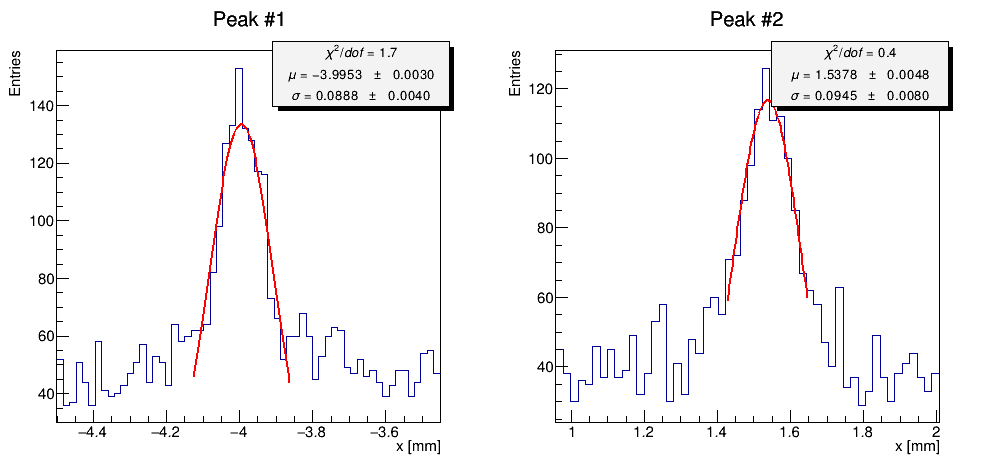 Peak #1
χ²/dof = 1.7
μ = −3.9953 ± 0.0030
σ = 0.0888 ± 0.0040
Entries
140
120
100
80
60
40
−4.4 −4.2 −4 −3.8 −3.6
x [mm]
Peak #2
χ²/dof = 0.4
μ = 1.5378 ± 0.0048
σ = 0.0945 ± 0.0080
Entries
120
100
80
60
40
1 1.2 1.4 1.6 1.8 2
x [mm]